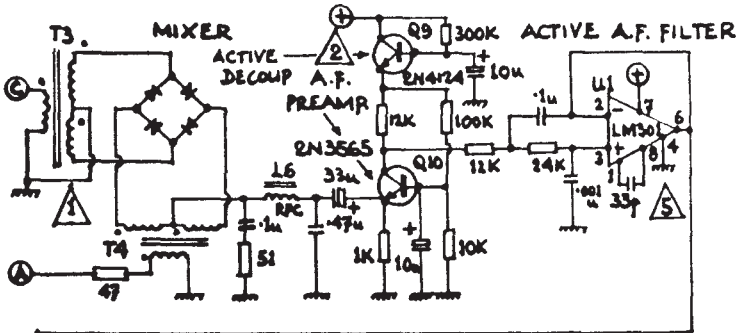 T3
MIXER
ACTIVE DECOUP
2
A.F. PREAMP
2N3565
Q9
300K
2N4124
10u
+
ACTIVE A.F. FILTER
C
1
12K
100K
Q10
12K
.1u
24K
.001u
U1
LM301
2
-
3
+
1
8
7
6
4
+
33p
5
L6
RFC
33u
+
.47u
.1u
51
T4
A
47
1K
+
10u
10K